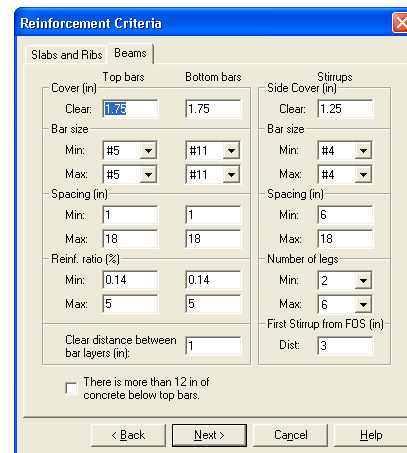 Reinforcement Criteria
Slabs and Ribs Beams
Top bars Bottom bars Stirrups
Cover (in) Side Cover (in)
Clear: 1.75 1.75 Clear: 1.25
Bar size Bar size
Min: #5 #11 Min: #4
Max: #5 #11 Max: #4
Spacing (in) Spacing (in)
Min: 1 1 Min: 6
Max: 18 18 Max: 18
Reinf. ratio (%) Number of legs
Min: 0.14 0.14 Min: 2
Max: 5 5 Max: 6
First Stirrup from FOS (in)
Clear distance between
bar layers (in): 1 Dist: 3
There is more than 12 in of
concrete below top bars.
< Back Next > Cancel Help